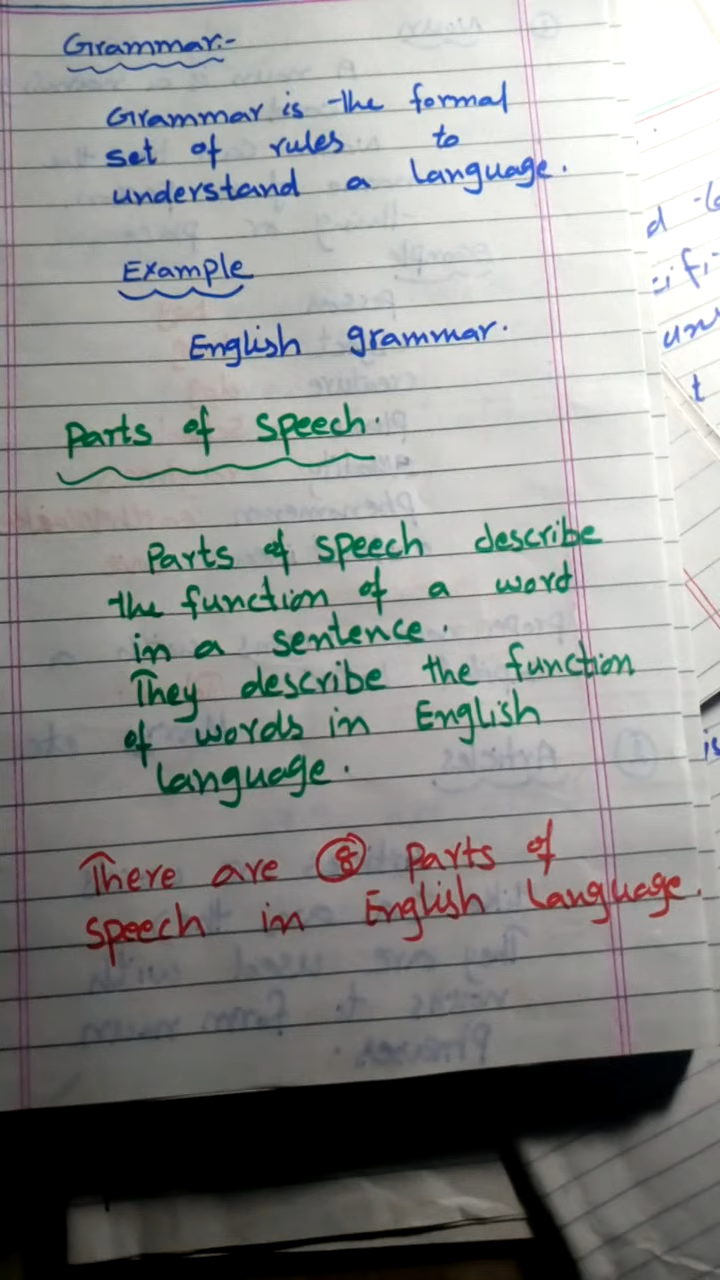 Grammar:-
Grammar is the formal
set of rules to
understand a language.
Example
English grammar.
Parts of speech.
Parts of speech describe
the function of a word
in a sentence.
They describe the function
of words in English
language.
There are 8 parts of
speech in English language.